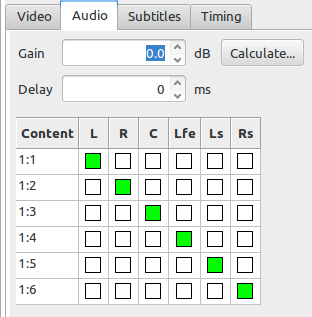 Video Audio Subtitles Timing
Gain 0.0 dB Calculate...
Delay 0 ms
Content L R C Lfe Ls Rs
1:1
1:2
1:3
1:4
1:5
1:6